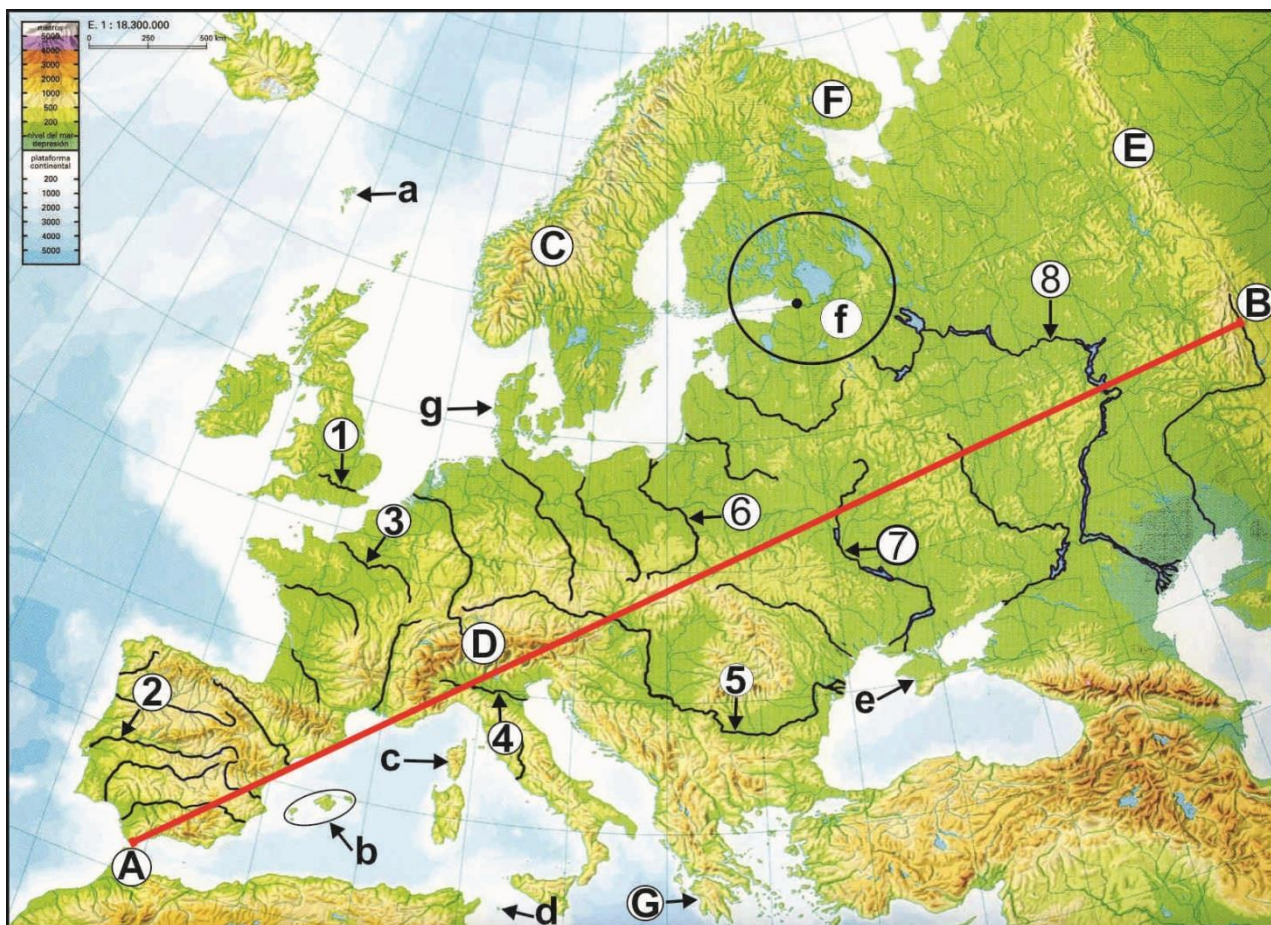 metros
5000
4000
3000
2000
1000
500
200
nivel del mar
depresión
plataforma
continental
200
1000
2000
3000
4000
5000
E. 1 : 18.300.000
0 250 500 km
F
E
a
C
8
B
f
g
1
3
6
7
D
2
5
e
4
c
b
A
d
G